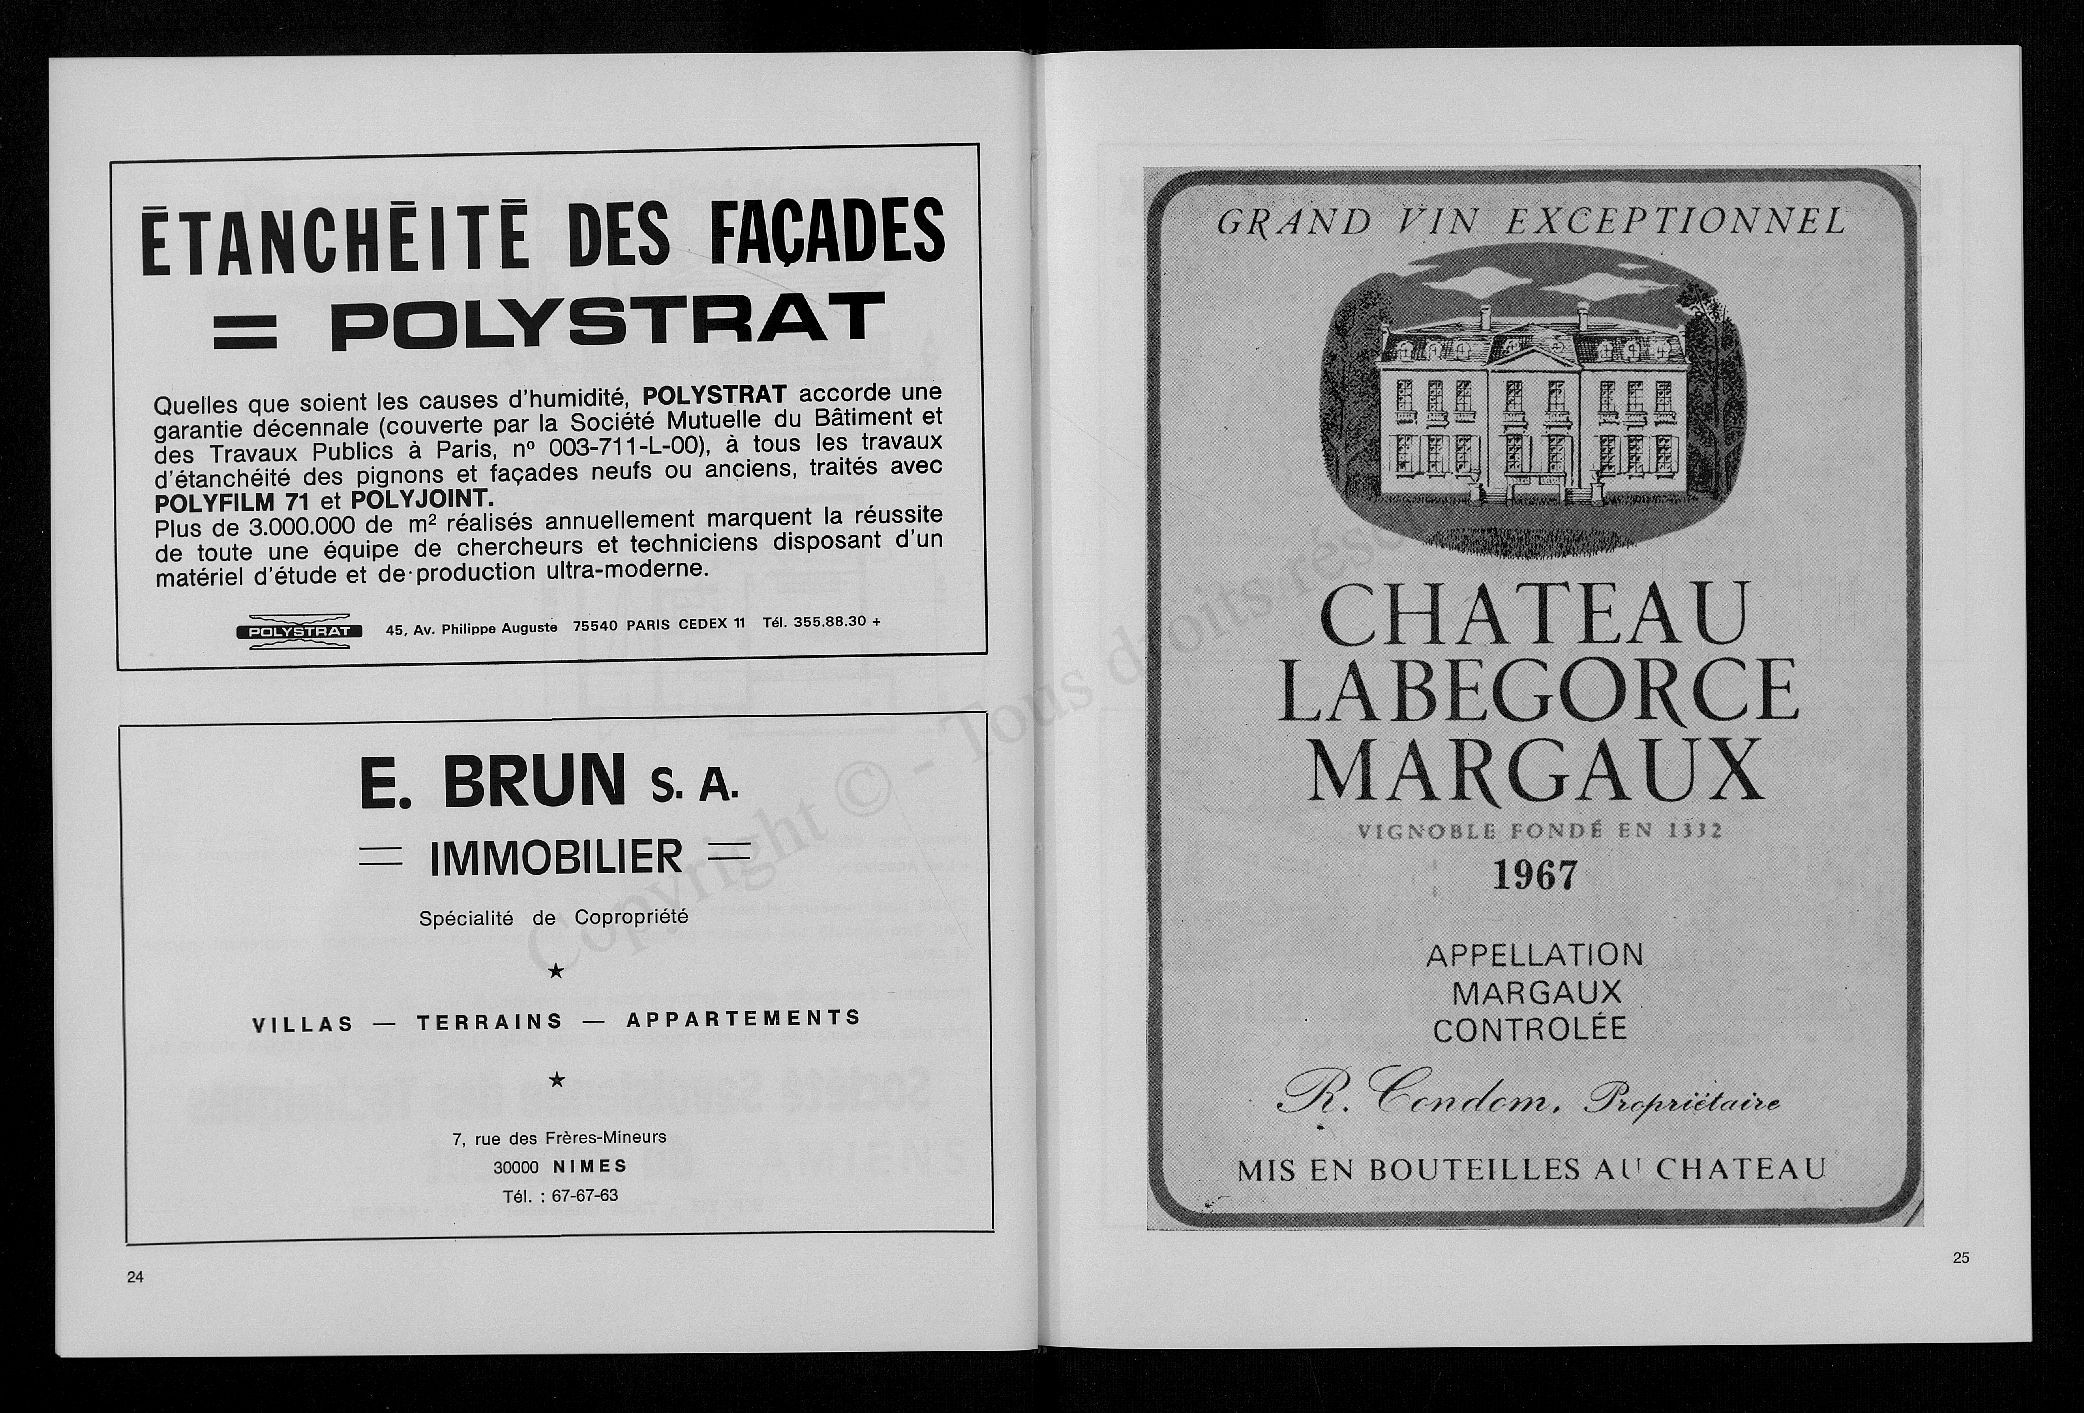 ÉTANCHÉITÉ DES FAÇADES
= POLYSTRAT
Quelles que soient les causes d'humidité, POLYSTRAT accorde une
garantie décennale (couverte par la Société Mutuelle du Bâtiment et
des Travaux Publics à Paris, nº 003-711-L-00), à tous les travaux
d'étanchéité des pignons et façades neufs ou anciens, traités avec
POLYFILM 71 et POLYJOINT.
Plus de 3.000.000 de m² réalisés annuellement marquent la réussite
de toute une équipe de chercheurs et techniciens disposant d'un
matériel d'étude et de production ultra-moderne.
POLYSTRAT 45, Av. Philippe Auguste 75540 PARIS CEDEX 11 Tél. 355.88.30 +
E. BRUN S. A.
= IMMOBILIER =
Spécialité de Copropriété
★
VILLAS — TERRAINS — APPARTEMENTS
★
7, rue des Frères-Mineurs
30000 NIMES
Tél. : 67-67-63
24
GRAND VIN EXCEPTIONNEL
CHATEAU
LABEGORCE
MARGAUX
VIGNOBLE FONDÉ EN 1332
1967
APPELLATION
MARGAUX
CONTROLÉE
R. Condom, Propriétaire
MIS EN BOUTEILLES AU CHATEAU
25
Copyright © - Tous droits